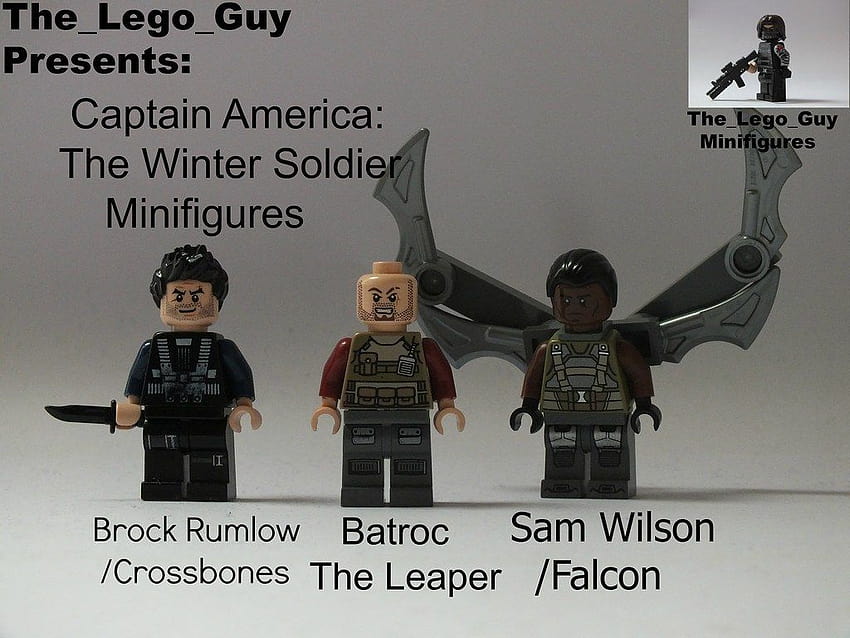 The_Lego_Guy
Presents:
Captain America:
The Winter Soldier
Minifigures
The_Lego_Guy
Minifigures
Brock Rumlow
/Crossbones
Batroc
The Leaper
Sam Wilson
/Falcon